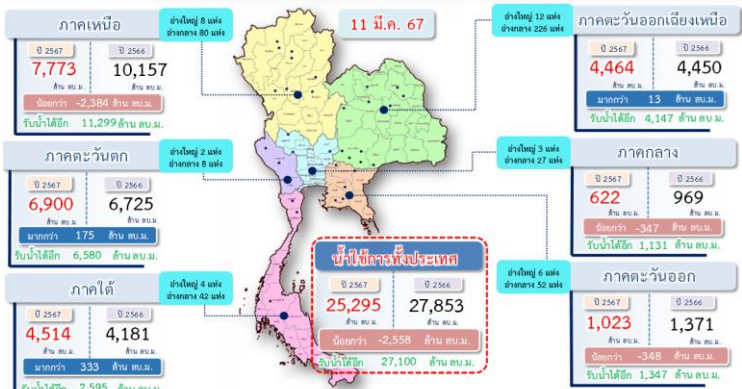 11 มี.ค. 67
ภาคเหนือ
ปี 2567 ปี 2566
7,773 10,157
ล้าน ลบ.ม. ล้าน ลบ.ม.
น้อยกว่า -2,384 ล้าน ลบ.ม.
รับน้ำได้อีก 11,299 ล้าน ลบ.ม.
อ่างใหญ่ 8 แห่ง
อ่างกลาง 80 แห่ง
อ่างใหญ่ 12 แห่ง
อ่างกลาง 226 แห่ง
ภาคตะวันออกเฉียงเหนือ
ปี 2567 ปี 2566
4,464 4,450
ล้าน ลบ.ม. ล้าน ลบ.ม.
มากกว่า 13 ล้าน ลบ.ม.
รับน้ำได้อีก 4,147 ล้าน ลบ.ม.
ภาคตะวันตก
ปี 2567 ปี 2566
6,900 6,725
ล้าน ลบ.ม. ล้าน ลบ.ม.
มากกว่า 175 ล้าน ลบ.ม.
รับน้ำได้อีก 6,580 ล้าน ลบ.ม.
อ่างใหญ่ 2 แห่ง
อ่างกลาง 8 แห่ง
อ่างใหญ่ 3 แห่ง
อ่างกลาง 27 แห่ง
ภาคกลาง
ปี 2567 ปี 2566
622 969
ล้าน ลบ.ม. ล้าน ลบ.ม.
น้อยกว่า -347 ล้าน ลบ.ม.
รับน้ำได้อีก 1,131 ล้าน ลบ.ม.
ภาคใต้
ปี 2567 ปี 2566
4,514 4,181
ล้าน ลบ.ม. ล้าน ลบ.ม.
มากกว่า 333 ล้าน ลบ.ม.
รับน้ำได้อีก 2,595 ล้าน ลบ.ม.
อ่างใหญ่ 4 แห่ง
อ่างกลาง 42 แห่ง
น้ำใช้การทั้งประเทศ
ปี 2567 ปี 2566
25,295 27,853
ล้าน ลบ.ม. ล้าน ลบ.ม.
น้อยกว่า -2,558 ล้าน ลบ.ม.
รับน้ำได้อีก 27,100 ล้าน ลบ.ม.
อ่างใหญ่ 6 แห่ง
อ่างกลาง 52 แห่ง
ภาคตะวันออก
ปี 2567 ปี 2566
1,023 1,371
ล้าน ลบ.ม. ล้าน ลบ.ม.
น้อยกว่า -348 ล้าน ลบ.ม.
รับน้ำได้อีก 1,347 ล้าน ลบ.ม.